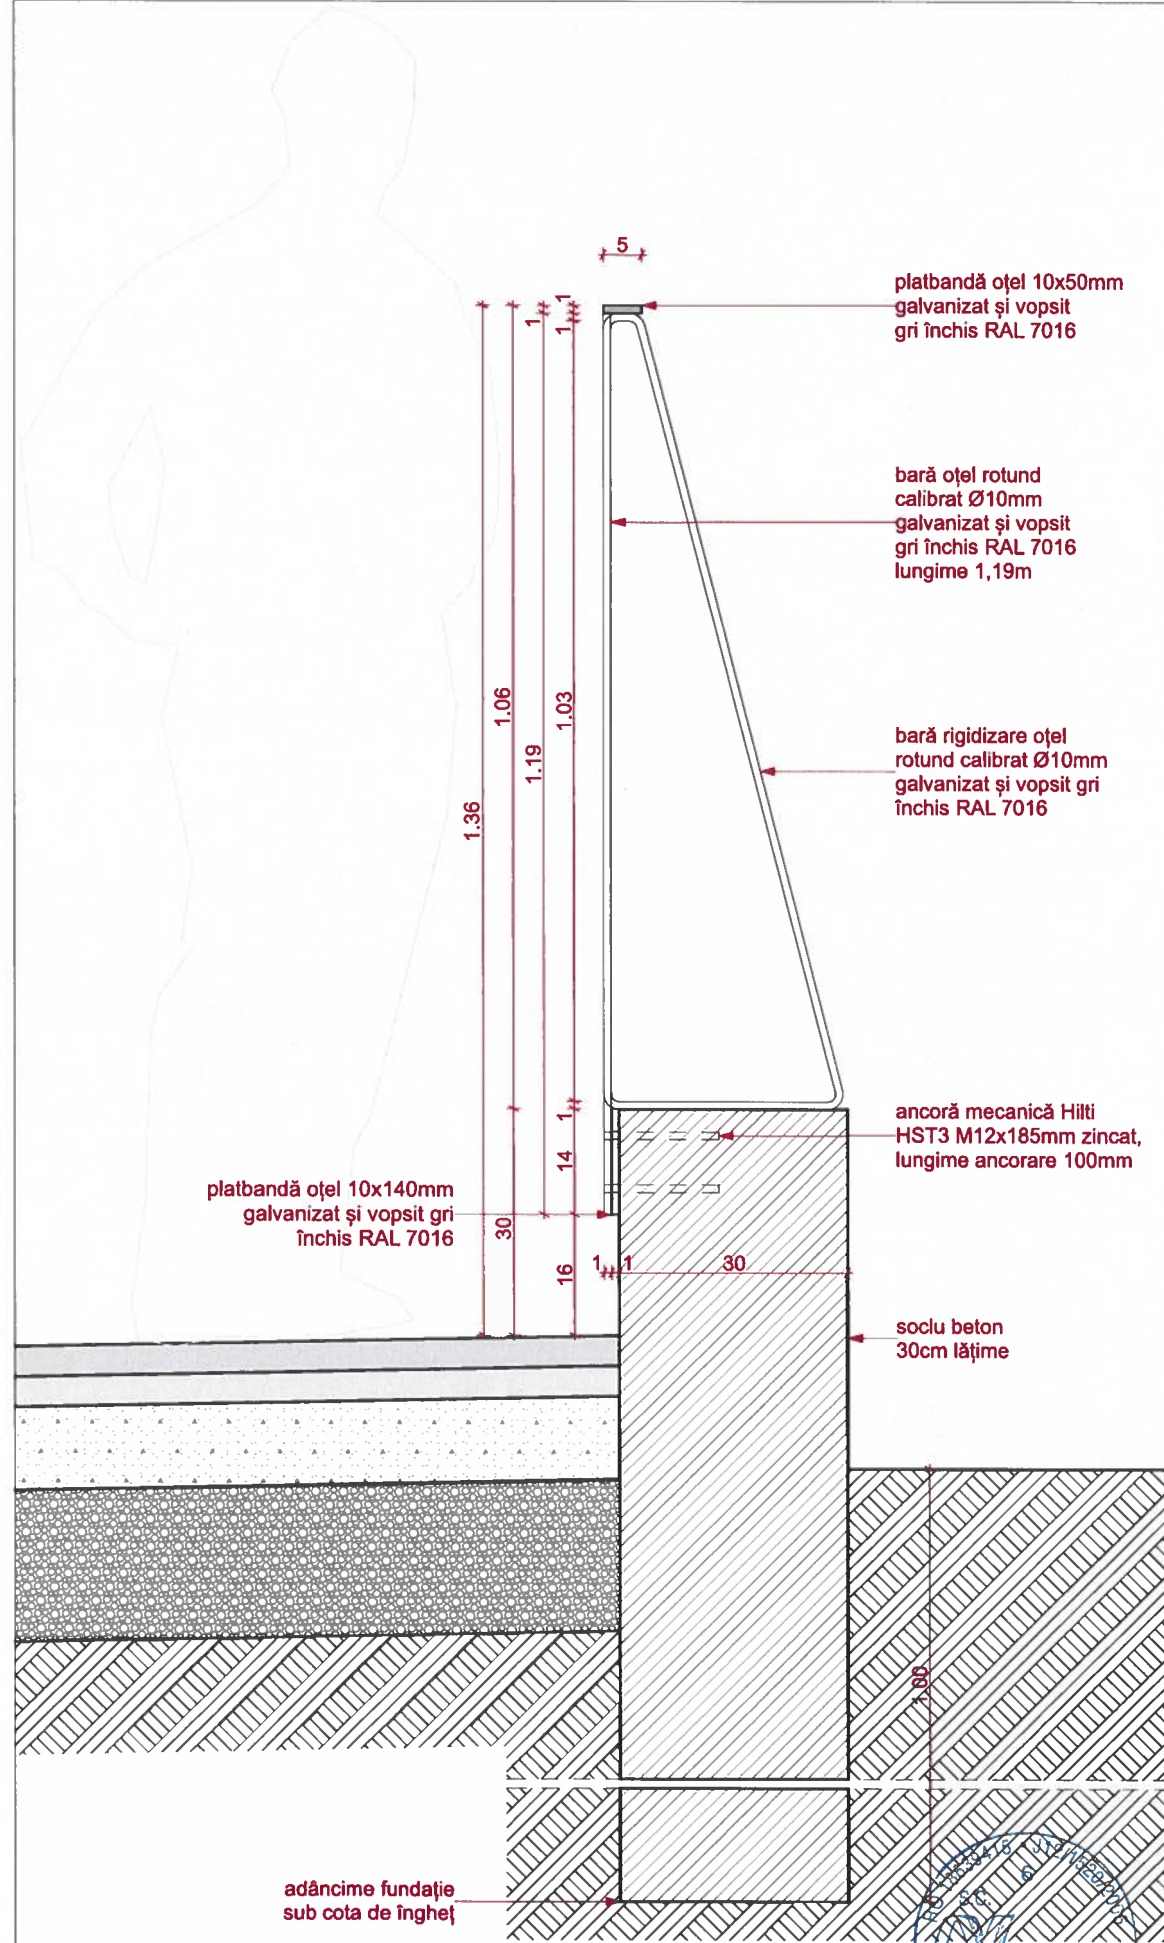 5
platbandă oțel 10x50mm
galvanizat și vopsit
gri închis RAL 7016
1
1
1
bară oțel rotund
calibrat Ø10mm
galvanizat și vopsit
gri închis RAL 7016
lungime 1,19m
1.06
1.03
1.19
1.36
bară rigidizare oțel
rotund calibrat Ø10mm
galvanizat și vopsit gri
închis RAL 7016
1
14
ancoră mecanică Hilti
HST3 M12x185mm zincat,
lungime ancorare 100mm
platbandă oțel 10x140mm
galvanizat și vopsit gri
închis RAL 7016
30
16
1
1
30
soclu beton
30cm lățime
1.00
adâncime fundație
sub cota de îngheț
S.C.